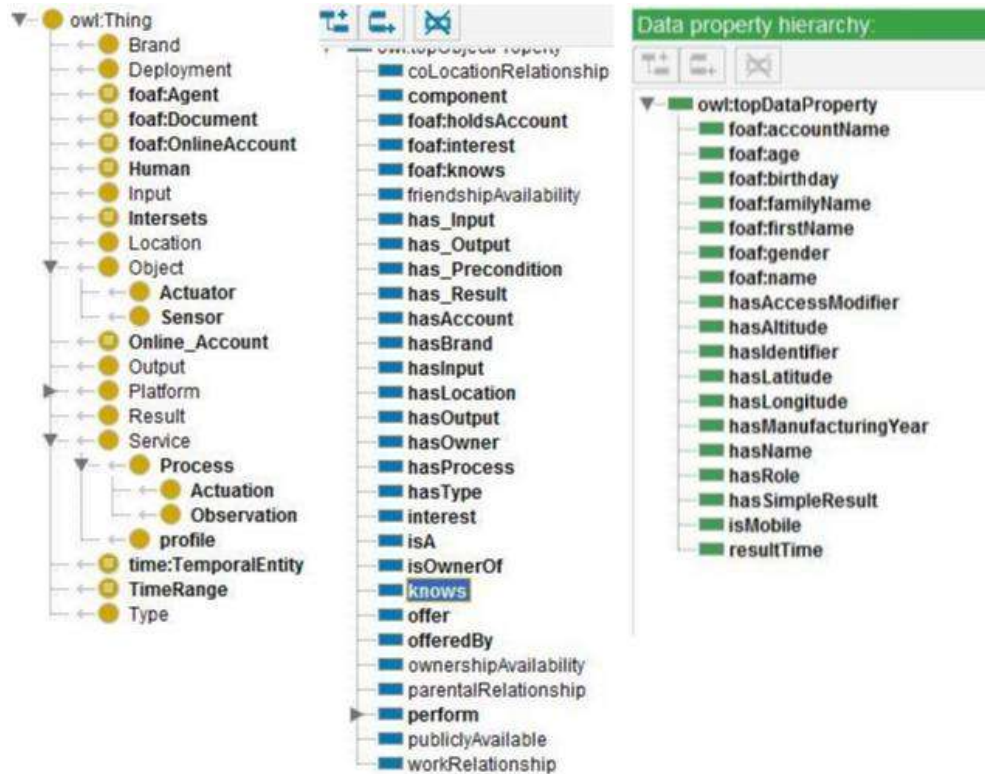 owl:Thing
Brand
Deployment
foaf:Agent
foaf:Document
foaf:OnlineAccount
Human
Input
Intersets
Location
Object
Actuator
Sensor
Online_Account
Output
Platform
Result
Service
Process
Actuation
Observation
profile
time:TemporalEntity
TimeRange
Type
owl:topObjectProperty
coLocationRelationship
component
foaf:holdsAccount
foaf:interest
foaf:knows
friendshipAvailability
has_Input
has_Output
has_Precondition
has_Result
hasAccount
hasBrand
hasInput
hasLocation
hasOutput
hasOwner
hasProcess
hasType
interest
isA
isOwnerOf
knows
offer
offeredBy
ownershipAvailability
parentalRelationship
perform
publiclyAvailable
workRelationship
Data property hierarchy:
owl:topDataProperty
foaf:accountName
foaf:age
foaf:birthday
foaf:familyName
foaf:firstName
foaf:gender
foaf:name
hasAccessModifier
hasAltitude
hasIdentifier
hasLatitude
hasLongitude
hasManufacturingYear
hasName
hasRole
hasSimpleResult
isMobile
resultTime